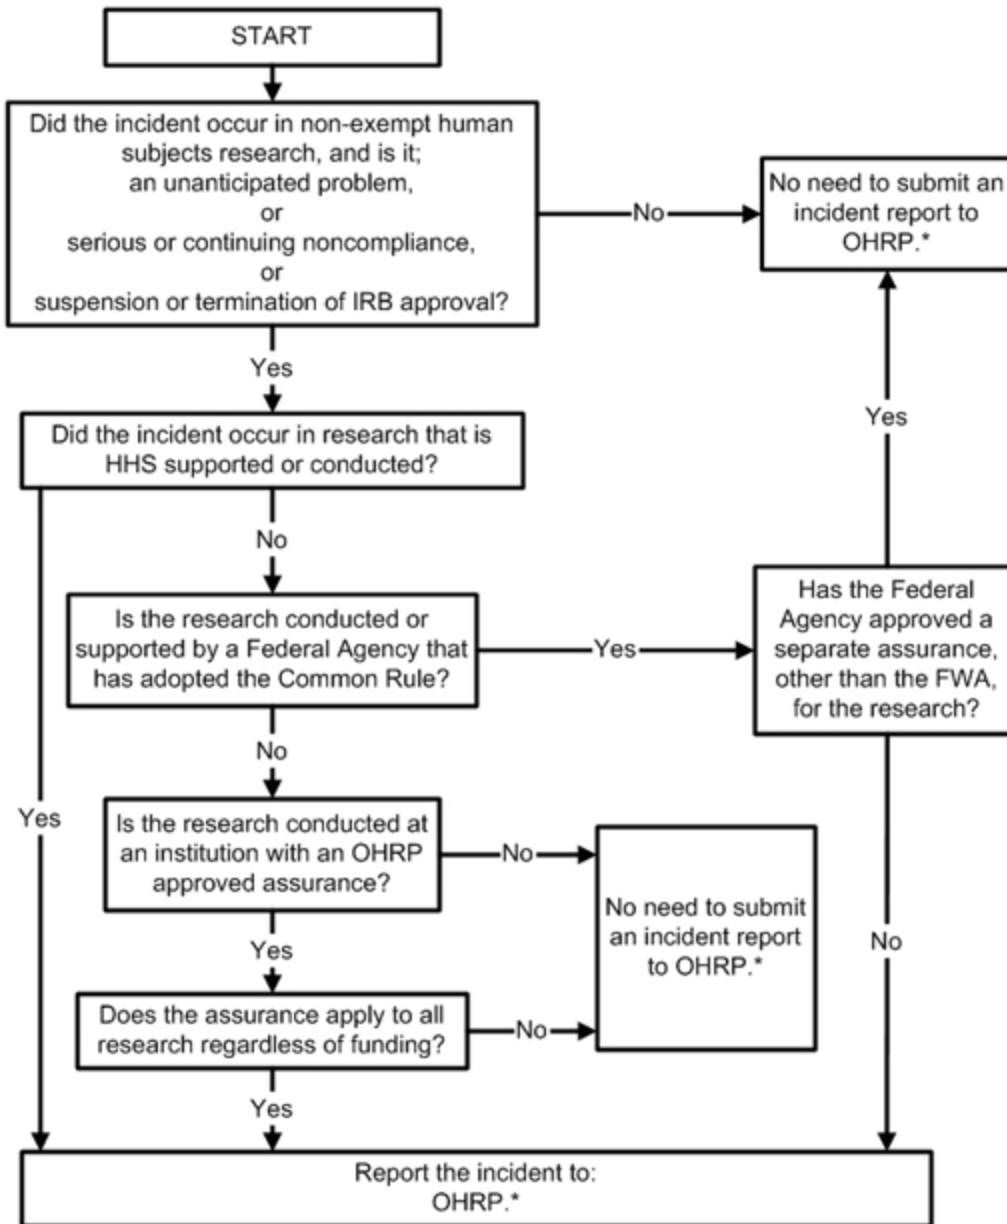 START
Did the incident occur in non-exempt human
subjects research, and is it;
an unanticipated problem,
or
serious or continuing noncompliance,
or
suspension or termination of IRB approval?
No
No need to submit an
incident report to
OHRP.*
Yes
Did the incident occur in research that is
HHS supported or conducted?
Yes
No
Is the research conducted or
supported by a Federal Agency that
has adopted the Common Rule?
Yes
Has the Federal
Agency approved a
separate assurance,
other than the FWA,
for the research?
No
Yes
Is the research conducted at
an institution with an OHRP
approved assurance?
No
No need to submit
an incident report
to OHRP.*
No
Yes
Does the assurance apply to all
research regardless of funding?
No
Yes
Report the incident to:
OHRP.*